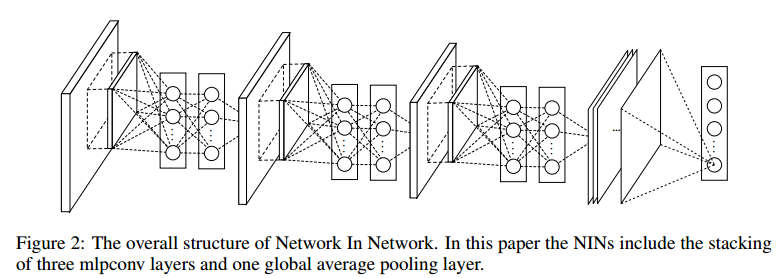 Figure 2: The overall structure of Network In Network. In this paper the NINs include the stacking
of three mlpconv layers and one global average pooling layer.